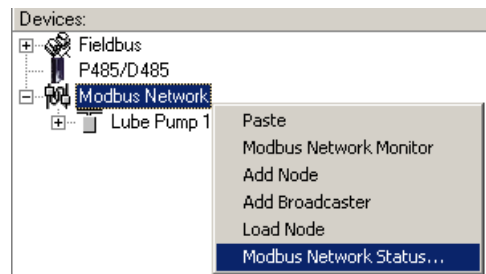 Devices:
Fieldbus
P485/D485
Modbus Network
Lube Pump 1
Paste
Modbus Network Monitor
Add Node
Add Broadcaster
Load Node
Modbus Network Status...